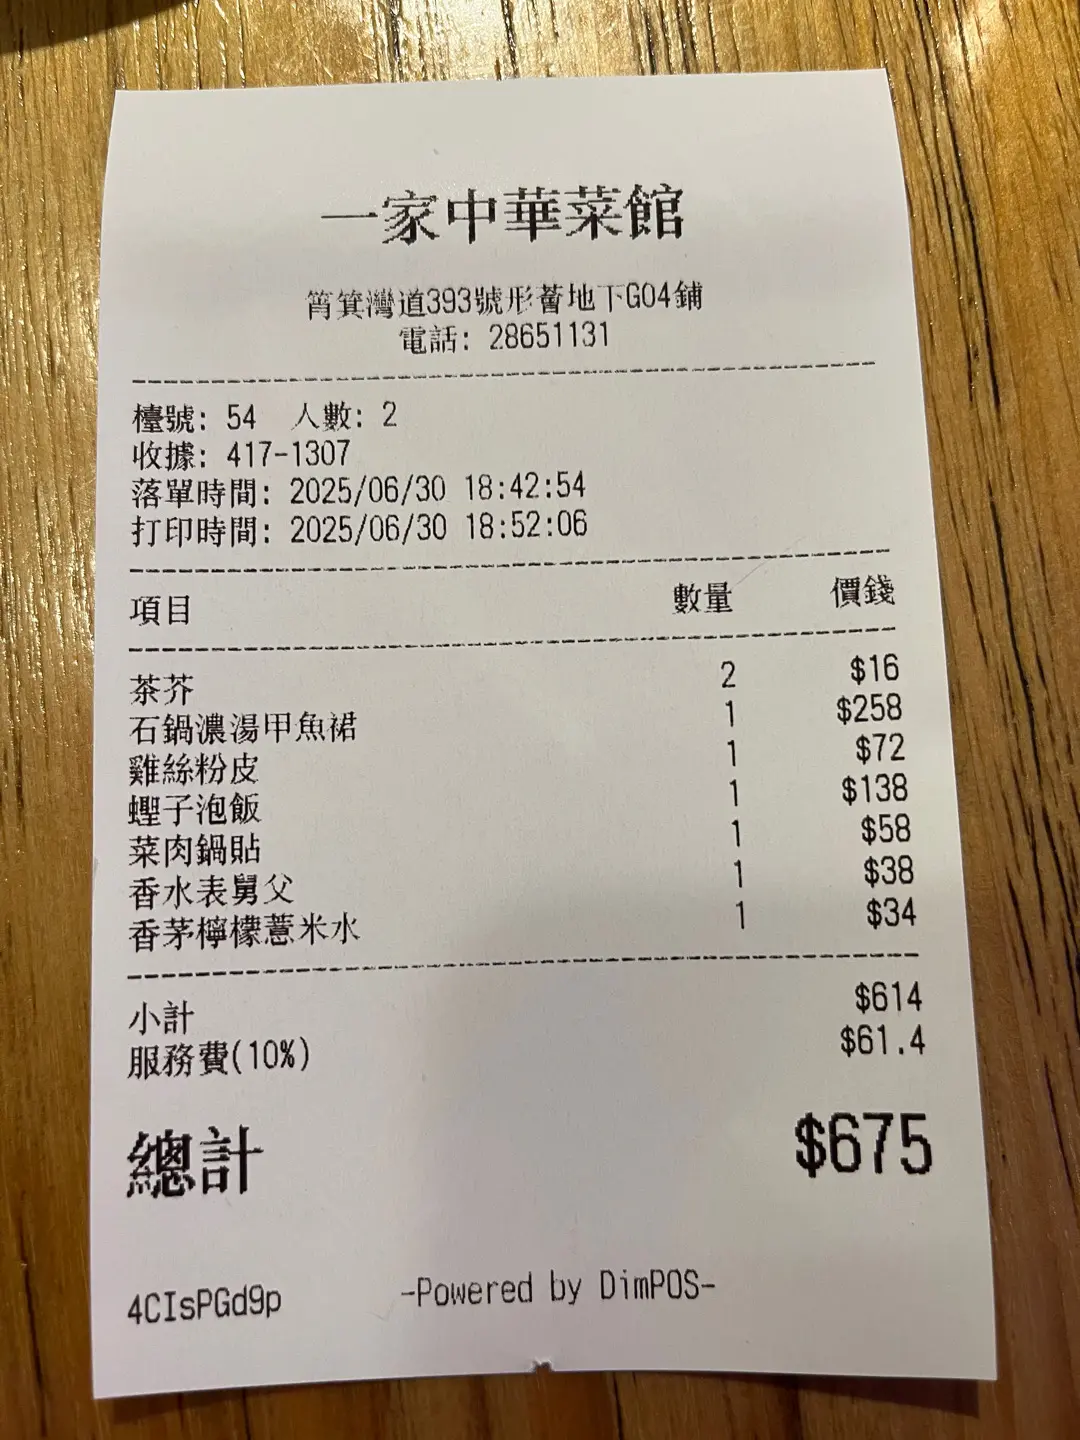 一家中華菜館
筲箕灣道393號形薈地下G04鋪
電話: 28651131
檯號: 54 人數: 2
收據: 417-1307
落單時間: 2025/06/30 18:42:54
打印時間: 2025/06/30 18:52:06
項目 數量 價錢
茶芥 2 $16
石鍋濃湯甲魚裙 1 $258
雞絲粉皮 1 $72
蟶子泡飯 1 $138
菜肉鍋貼 1 $58
香水表舅父 1 $38
香茅檸檬薏米水 1 $34
小計 $614
服務費(10%) $61.4
總計 $675
4CIsPGd9p -Powered by DimPOS-